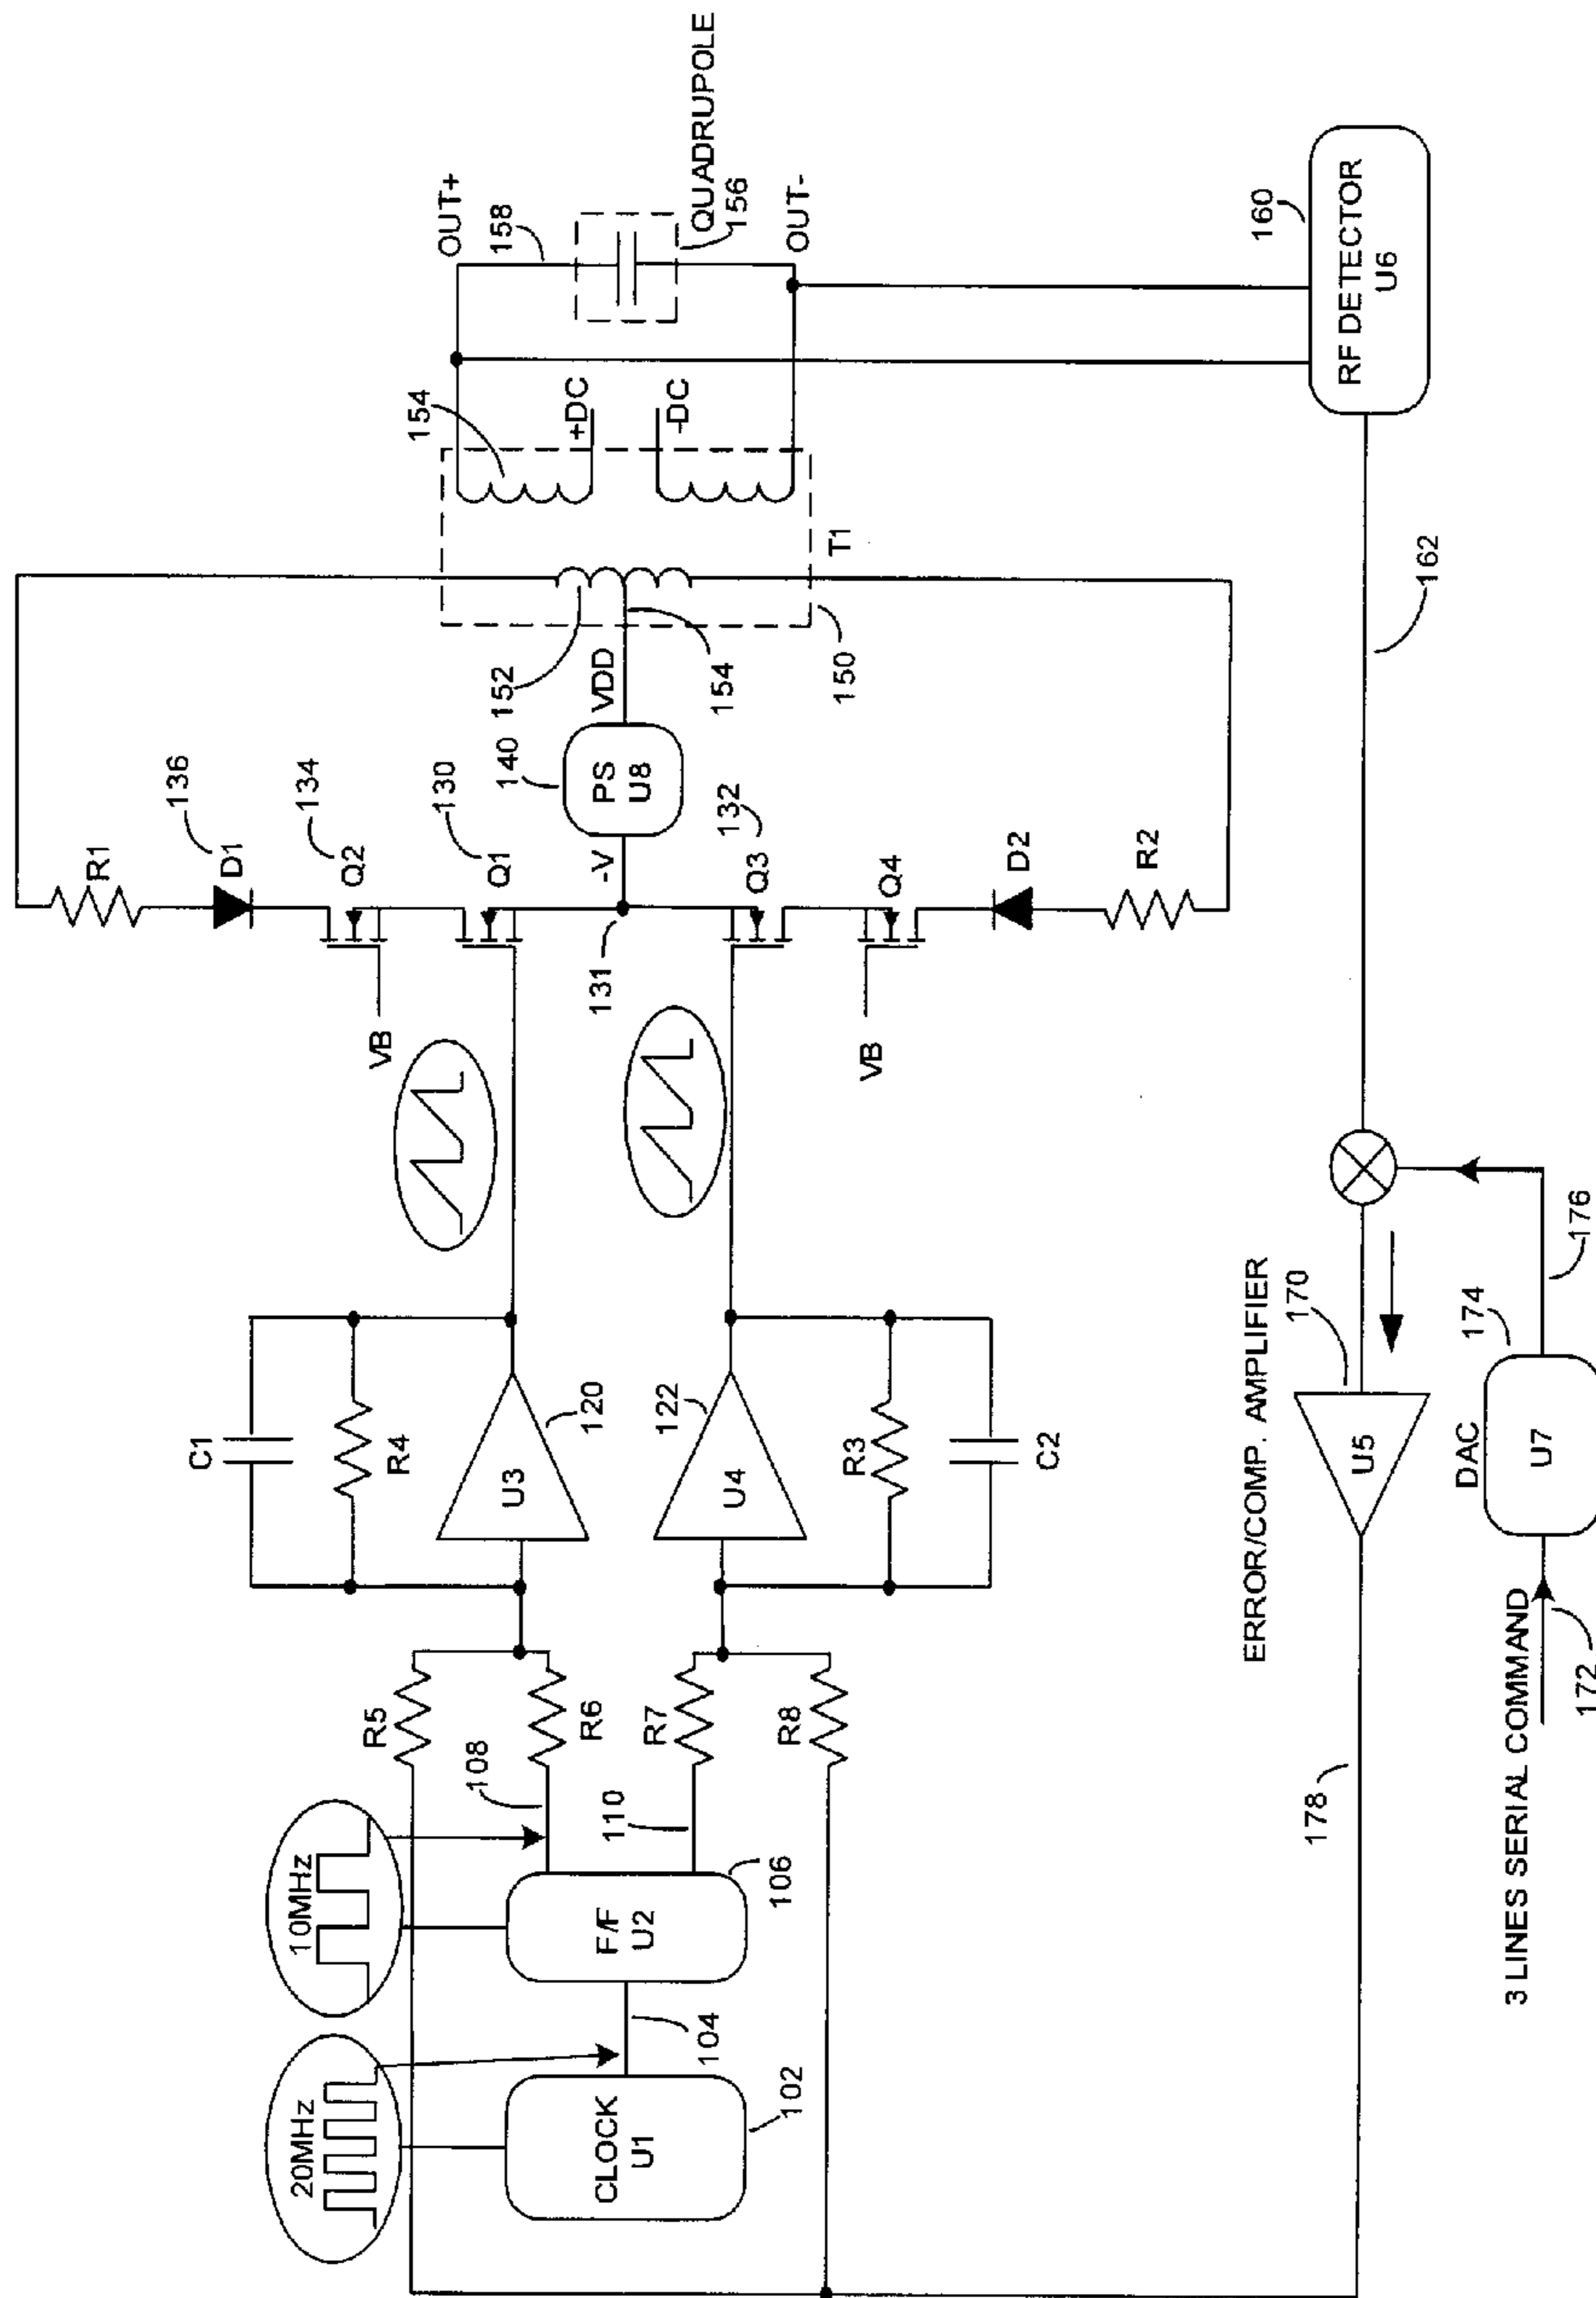 20MHz
10MHz
CLOCK
U1
102
104
F/F
U2
106
108
110
R5
R6
R7
R8
C1
R4
U3
120
U4
122
R3
C2
VB
VB
136
134
130
R1
D1
Q2
Q1
131
-V
132
Q3
Q4
D2
R2
140
PS
U8
VDD
152
154
150
T1
154
+DC
-DC
OUT+
158
QUADRUPOLE
156
OUT-
160
RF DETECTOR
U6
162
ERROR/COMP. AMPLIFIER
170
U5
174
DAC
U7
176
178
3 LINES SERIAL COMMAND
172